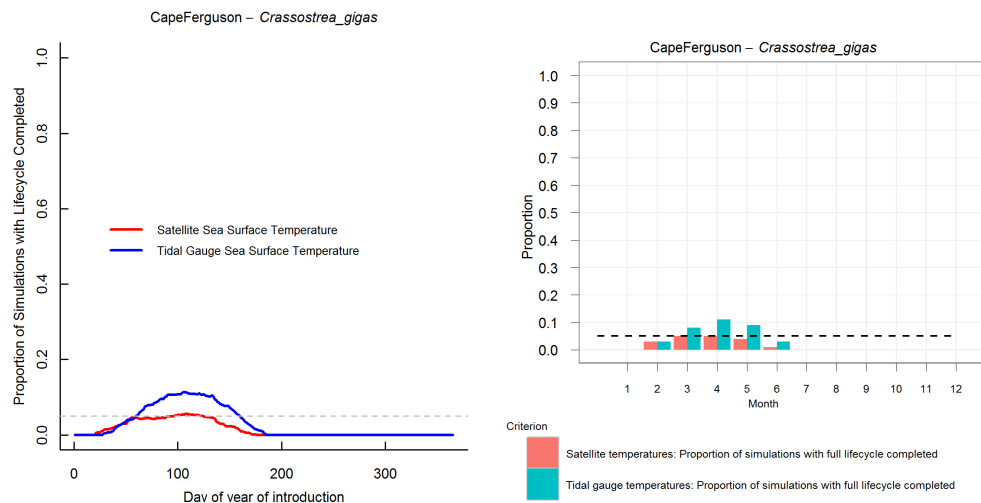 CapeFerguson – Crassostrea_gigas
Proportion of Simulations with Lifecycle Completed
1.0
0.8
0.6
0.4
0.2
0.0
Satellite Sea Surface Temperature
Tidal Gauge Sea Surface Temperature
0 100 200 300
Day of year of introduction
CapeFerguson – Crassostrea_gigas
Proportion
1.0
0.9
0.8
0.7
0.6
0.5
0.4
0.3
0.2
0.1
0.0
1 2 3 4 5 6 7 8 9 10 11 12
Month
Criterion
Satellite temperatures: Proportion of simulations with full lifecycle completed
Tidal gauge temperatures: Proportion of simulations with full lifecycle completed